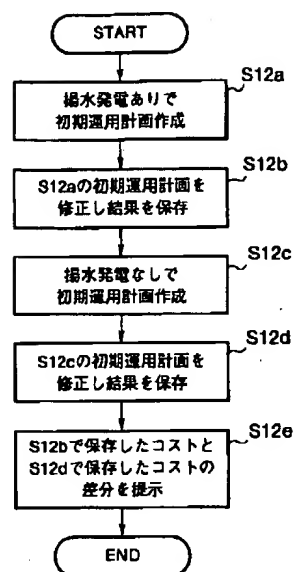 START
S12a
揚水発電ありで
初期運用計画作成
S12b
S12aの初期運用計画を
修正し結果を保存
S12c
揚水発電なしで
初期運用計画作成
S12d
S12cの初期運用計画を
修正し結果を保存
S12e
S12bで保存したコストと
S12dで保存したコストの
差分を提示
END